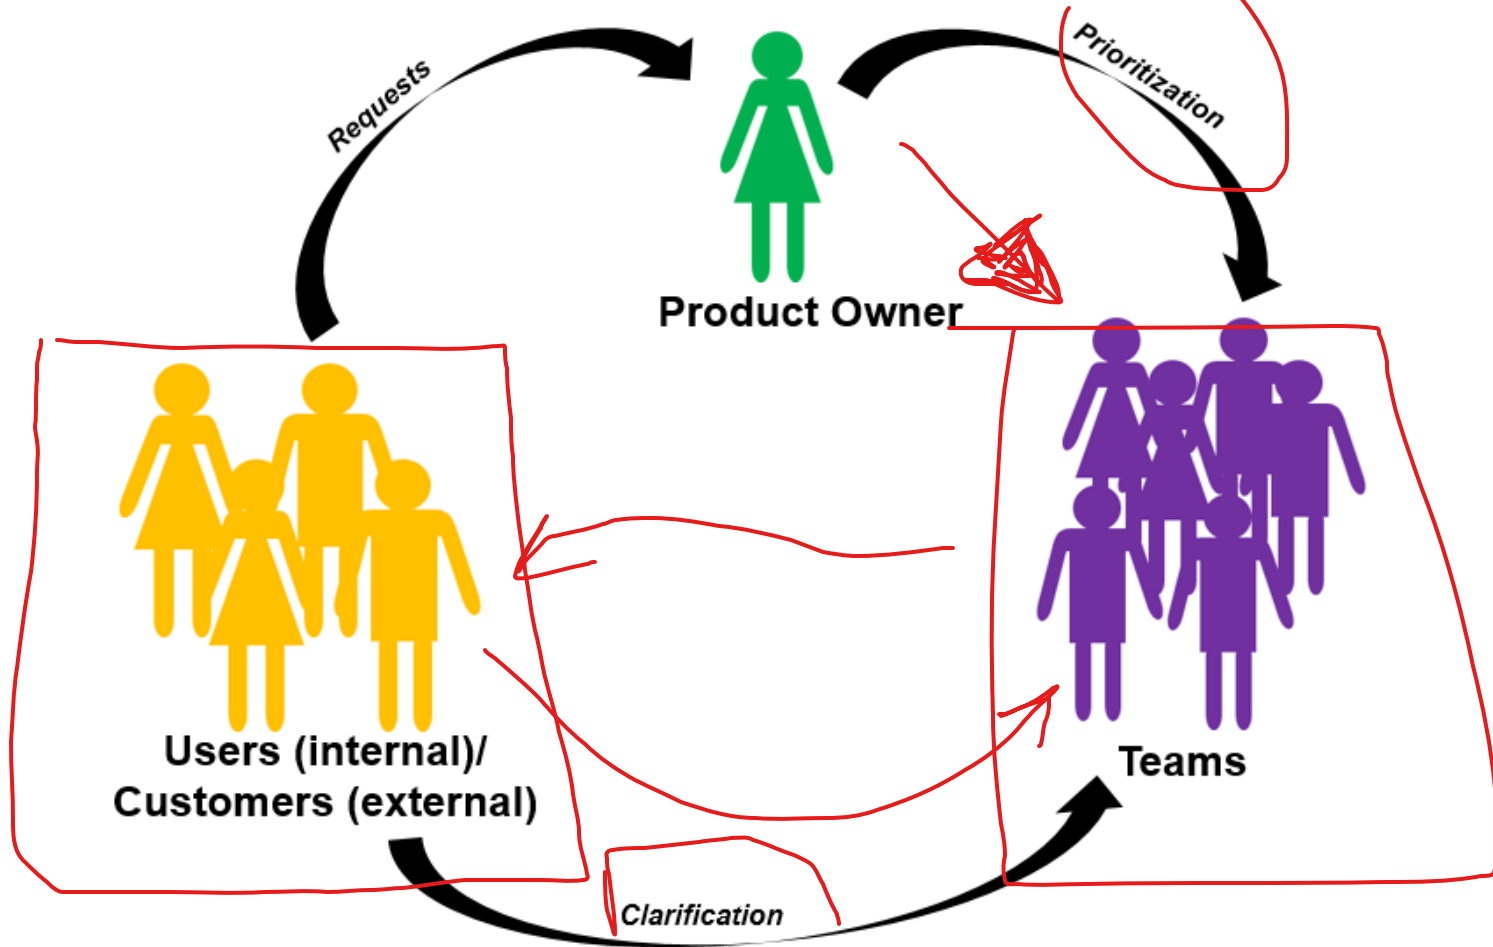 Requests
Prioritization
Product Owner
Users (internal)/
Customers (external)
Teams
Clarification